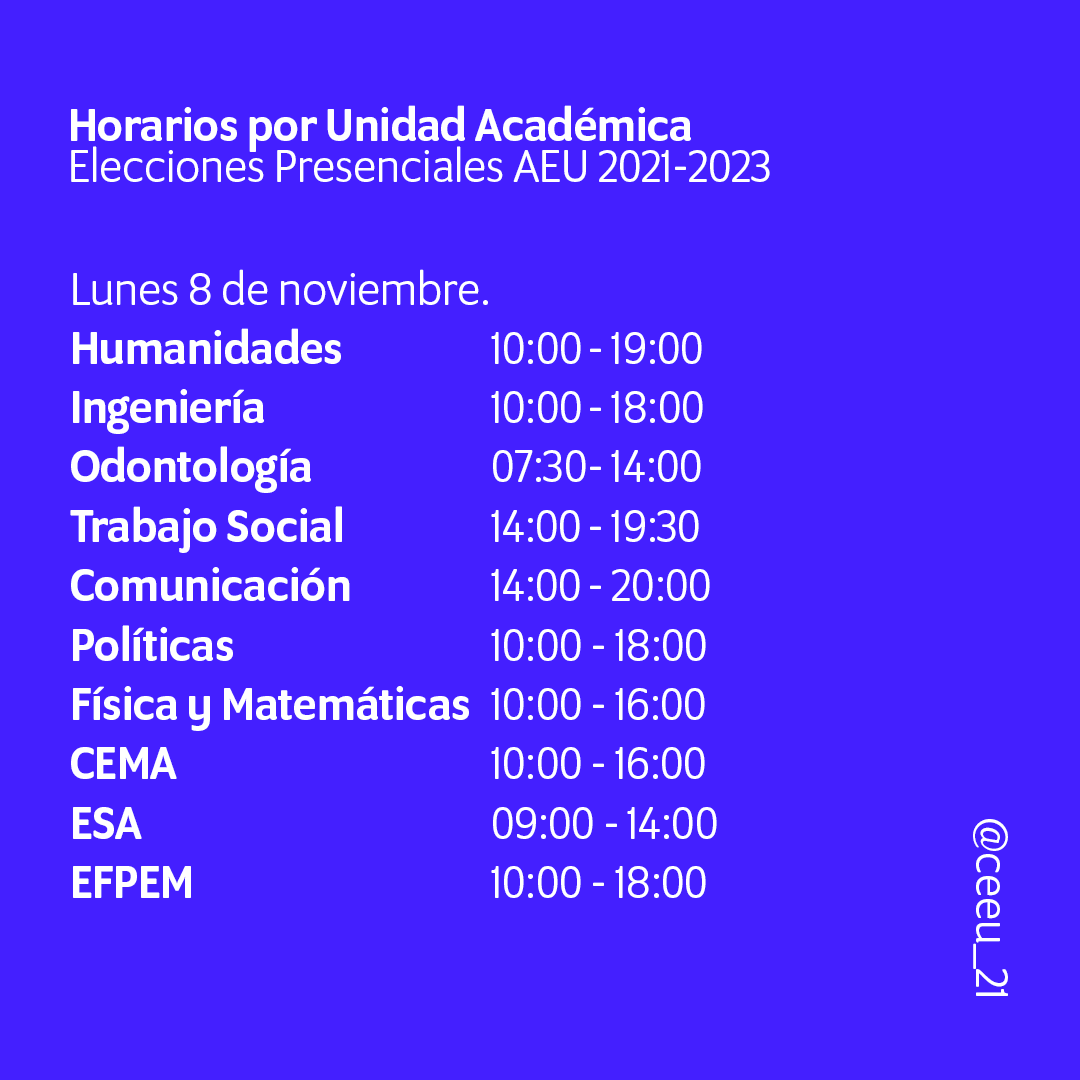 Horarios por Unidad Académica
Elecciones Presenciales AEU 2021-2023
Lunes 8 de noviembre.
Humanidades 10:00 - 19:00
Ingeniería 10:00 - 18:00
Odontología 07:30- 14:00
Trabajo Social 14:00 - 19:30
Comunicación 14:00 - 20:00
Políticas 10:00 - 18:00
Física y Matemáticas 10:00 - 16:00
CEMA 10:00 - 16:00
ESA 09:00 - 14:00
EFPEM 10:00 - 18:00
@ceeu_21